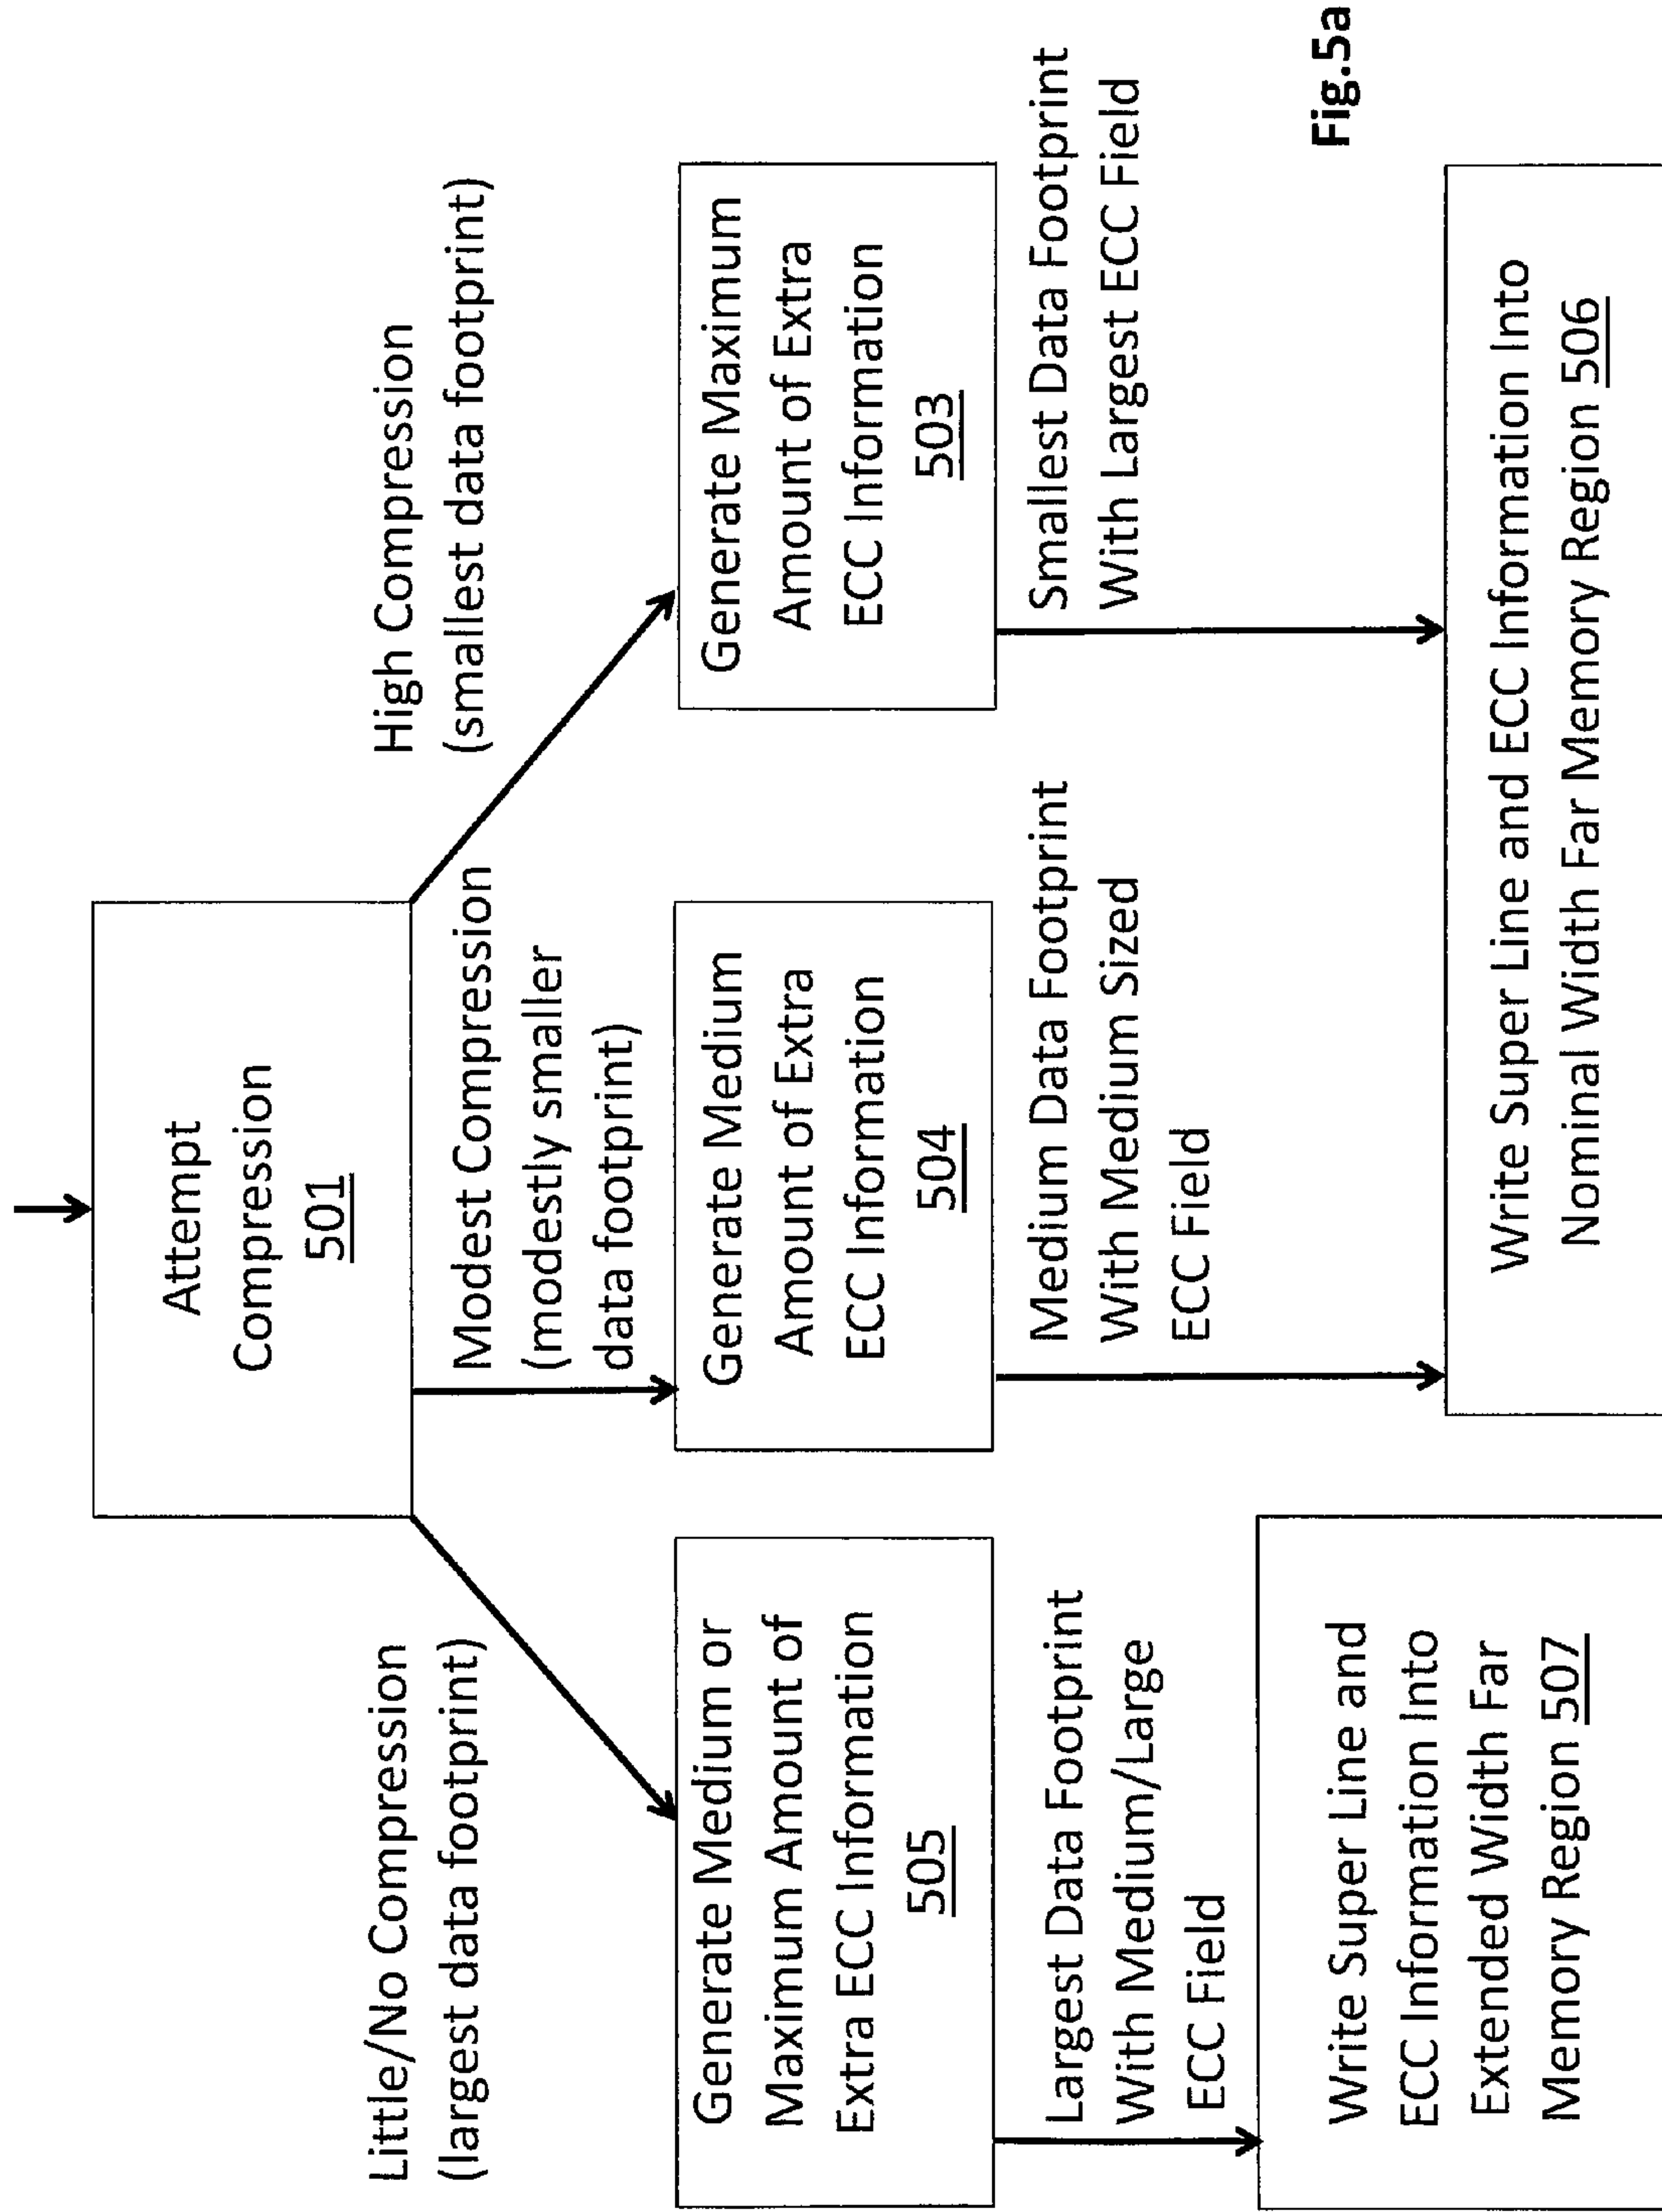 Attempt
Compression
501
Little/No Compression
(largest data footprint)
Modest Compression
(modestly smaller
data footprint)
High Compression
(smallest data footprint)
Generate Medium or
Maximum Amount of
Extra ECC Information
505
Generate Medium
Amount of Extra
ECC Information
504
Generate Maximum
Amount of Extra
ECC Information
503
Largest Data Footprint
With Medium/Large
ECC Field
Medium Data Footprint
With Medium Sized
ECC Field
Smallest Data Footprint
With Largest ECC Field
Write Super Line and
ECC Information Into
Extended Width Far
Memory Region 507
Write Super Line and ECC Information Into
Nominal Width Far Memory Region 506
Fig.5a